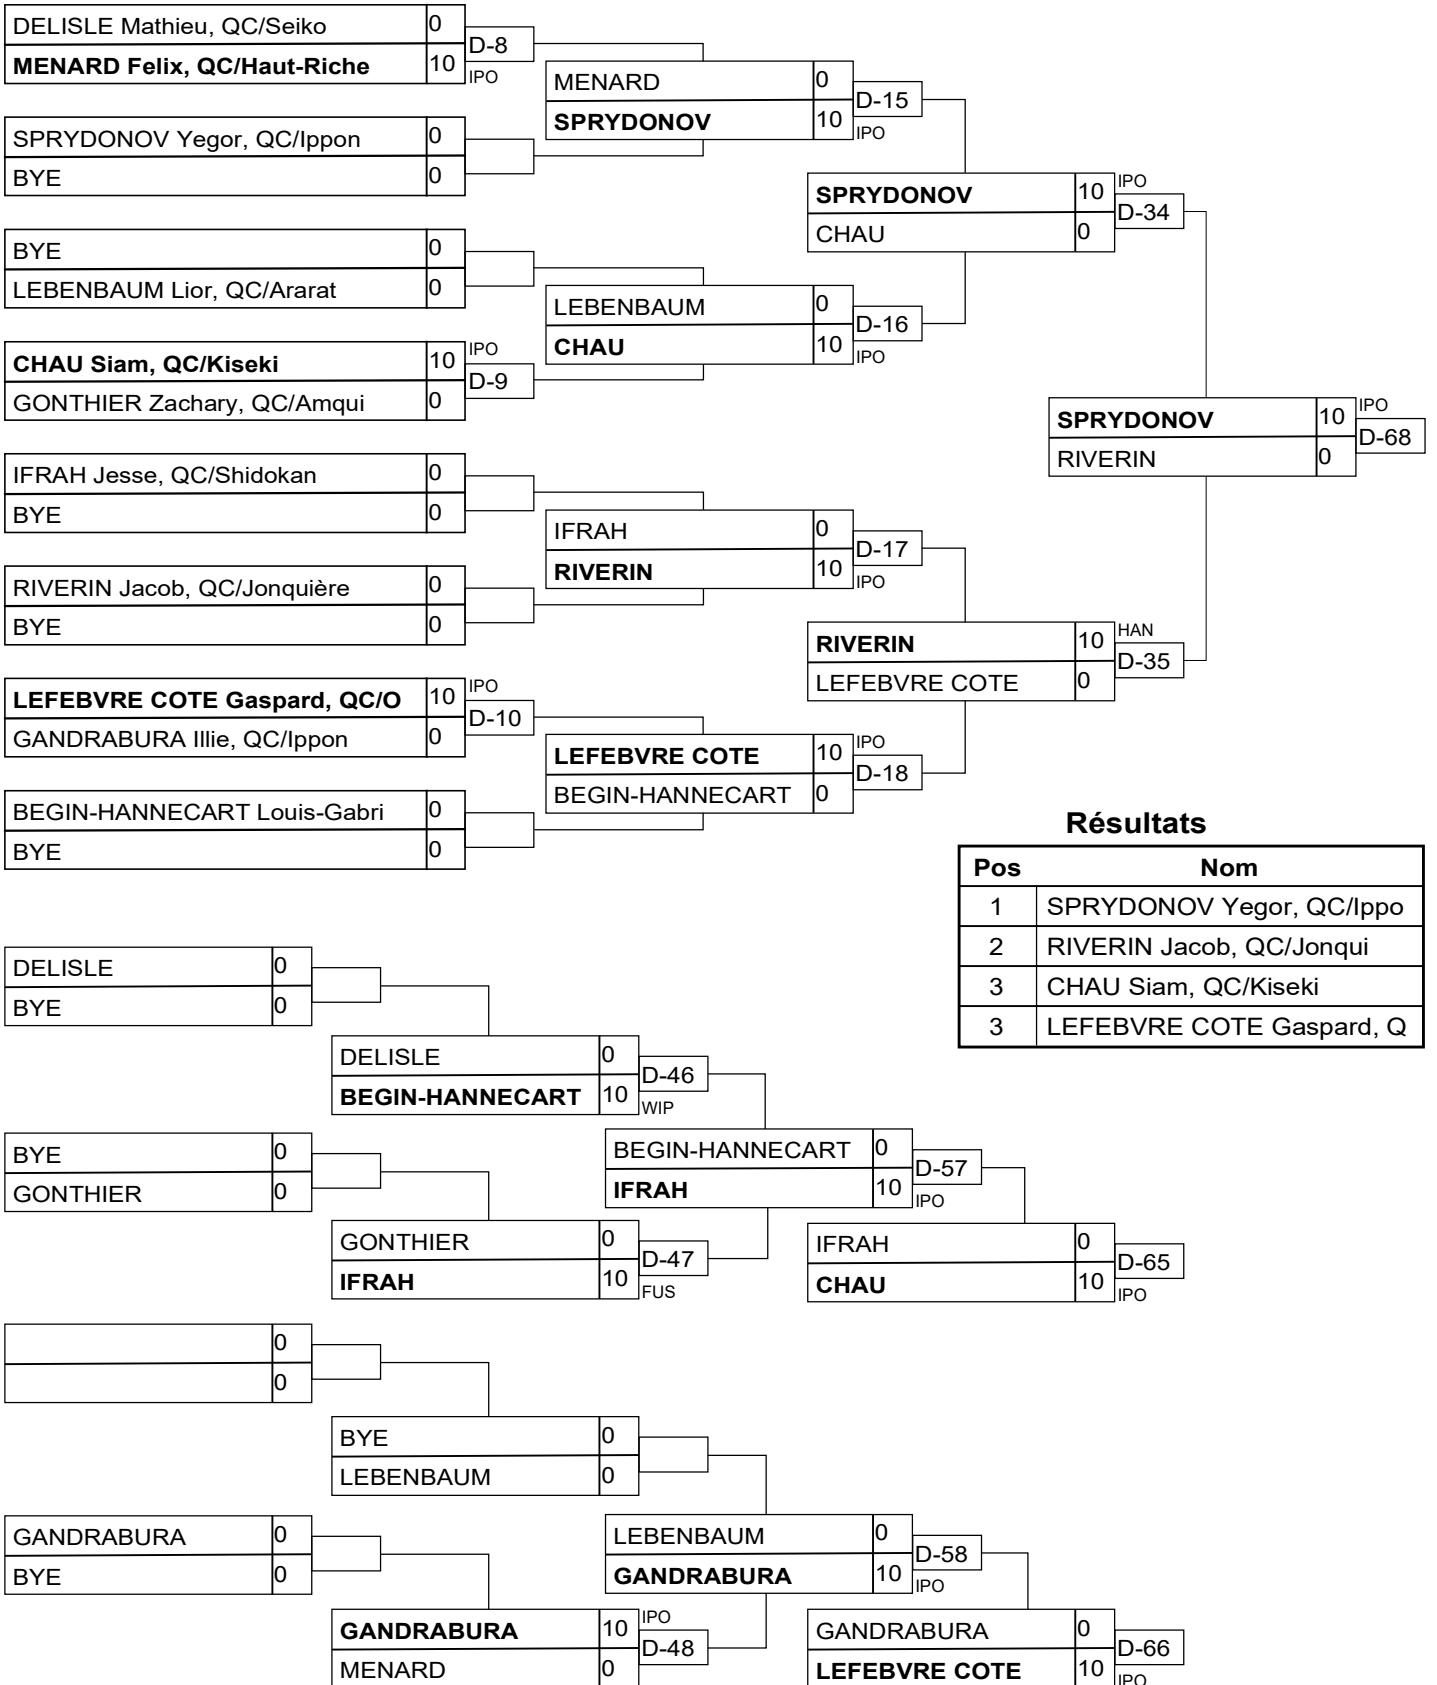 DELISLE Mathieu, QC/Seiko 0
MENARD Felix, QC/Haut-Riche 10
D-8
IPO
SPRYDONOV Yegor, QC/Ippon 0
BYE 0
MENARD 0
SPRYDONOV 10
D-15
IPO
BYE 0
LEBENBAUM Lior, QC/Ararat 0
CHAU Siam, QC/Kiseki 10
GONTHIER Zachary, QC/Amqui 0
IPO
D-9
LEBENBAUM 0
CHAU 10
D-16
IPO
SPRYDONOV 10
CHAU 0
IPO
D-34
IFRAH Jesse, QC/Shidokan 0
BYE 0
RIVERIN Jacob, QC/Jonquière 0
BYE 0
IFRAH 0
RIVERIN 10
D-17
IPO
LEFEBVRE COTE Gaspard, QC/O 10
GANDRABURA Illie, QC/Ippon 0
IPO
D-10
BEGIN-HANNECART Louis-Gabri 0
BYE 0
LEFEBVRE COTE 10
BEGIN-HANNECART 0
IPO
D-18
RIVERIN 10
LEFEBVRE COTE 0
HAN
D-35
SPRYDONOV 10
RIVERIN 0
IPO
D-68
Résultats
Pos Nom
1 SPRYDONOV Yegor, QC/Ippo
2 RIVERIN Jacob, QC/Jonqui
3 CHAU Siam, QC/Kiseki
3 LEFEBVRE COTE Gaspard, Q
DELISLE 0
BYE 0
DELISLE 0
BEGIN-HANNECART 10
D-46
WIP
BYE 0
GONTHIER 0
GONTHIER 0
IFRAH 10
D-47
FUS
BEGIN-HANNECART 0
IFRAH 10
D-57
IPO
IFRAH 0
CHAU 10
D-65
IPO
0
0
BYE 0
LEBENBAUM 0
GANDRABURA 0
BYE 0
GANDRABURA 10
MENARD 0
IPO
D-48
LEBENBAUM 0
GANDRABURA 10
D-58
IPO
GANDRABURA 0
LEFEBVRE COTE 10
D-66
IPO